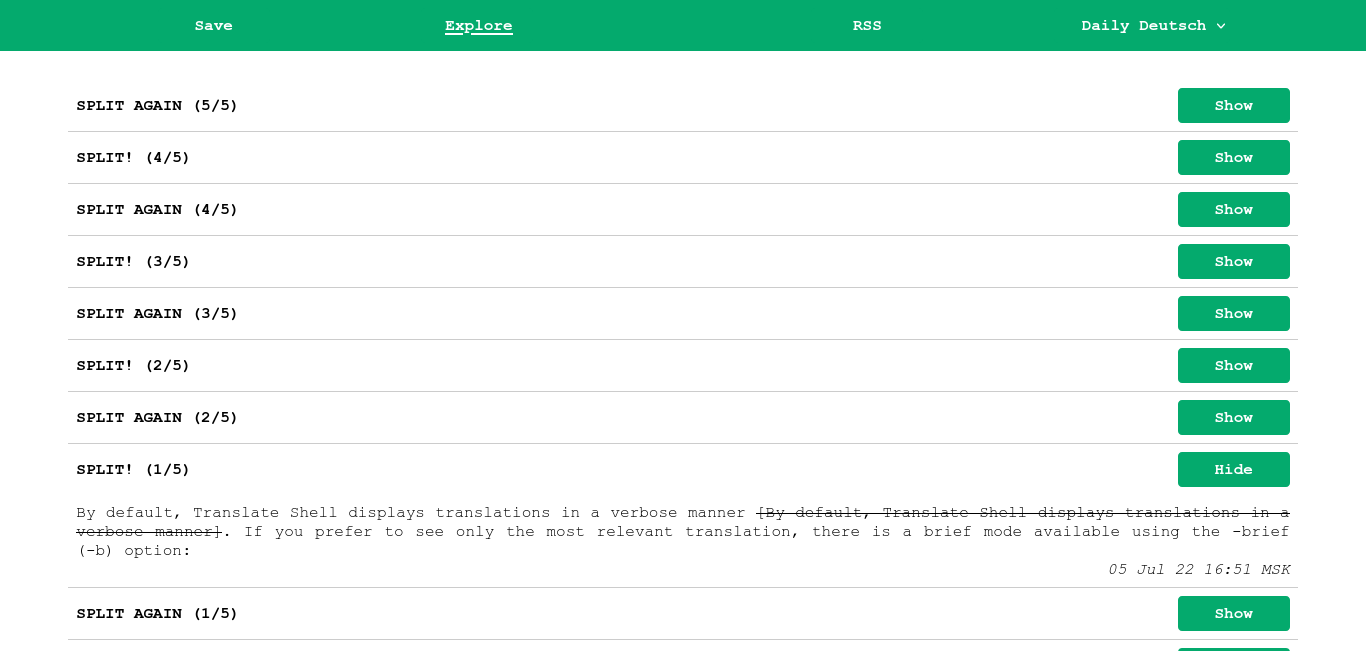 Save Explore RSS Daily Deutsch
SPLIT AGAIN (5/5) Show
SPLIT! (4/5) Show
SPLIT AGAIN (4/5) Show
SPLIT! (3/5) Show
SPLIT AGAIN (3/5) Show
SPLIT! (2/5) Show
SPLIT AGAIN (2/5) Show
SPLIT! (1/5) Hide
By default, Translate Shell displays translations in a verbose manner [By default, Translate Shell displays translations in a
verbose manner]. If you prefer to see only the most relevant translation, there is a brief mode available using the -brief
(-b) option:
05 Jul 22 16:51 MSK
SPLIT AGAIN (1/5) Show